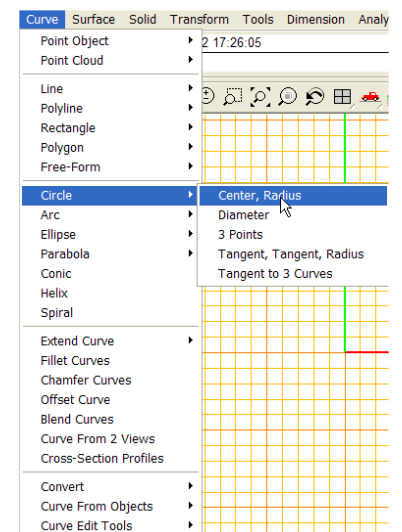 Curve Surface Solid Transform Tools Dimension Analy
2 17:26:05
Point Object
Point Cloud
Line
Polyline
Rectangle
Polygon
Free-Form
Circle
Center, Radius
Arc
Diameter
Ellipse
3 Points
Parabola
Tangent, Tangent, Radius
Conic
Tangent to 3 Curves
Helix
Spiral
Extend Curve
Fillet Curves
Chamfer Curves
Offset Curve
Blend Curves
Curve From 2 Views
Cross-Section Profiles
Convert
Curve From Objects
Curve Edit Tools